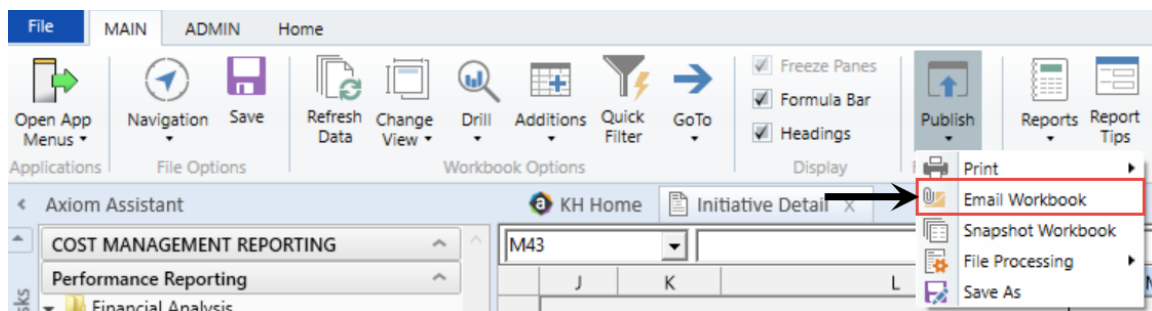 File MAIN ADMIN Home
Open App Menus Navigation Save Refresh Data Change View Drill Additions Quick Filter GoTo Freeze Panes Formula Bar Headings Publish Reports Report Tips
Applications File Options Workbook Options Display
Print
Axiom Assistant KH Home Initiative Detail X Email Workbook
COST MANAGEMENT REPORTING M43 Snapshot Workbook
Performance Reporting J K L File Processing
Financial Analysis Save As